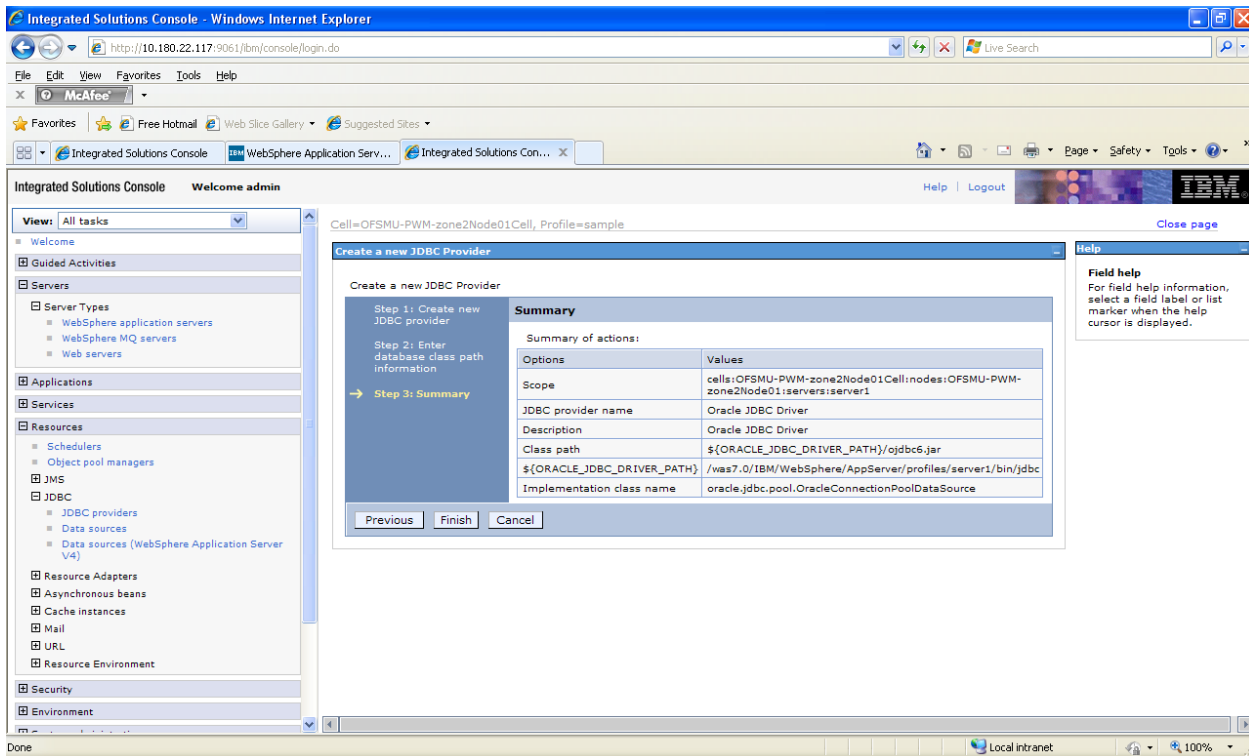 Integrated Solutions Console - Windows Internet Explorer
http://10.180.22.117:9061/ibm/console/login.do
Live Search
File Edit View Favorites Tools Help
x McAfee
Favorites Free Hotmail Web Slice Gallery Suggested Sites
Integrated Solutions Console WebSphere Application Serv... Integrated Solutions Con... X
Page Safety Tools
Integrated Solutions Console Welcome admin
Help | Logout
IBM
View: All tasks
Welcome
Guided Activities
Servers
Server Types
WebSphere application servers
WebSphere MQ servers
Web servers
Applications
Services
Resources
Schedulers
Object pool managers
JMS
JDBC
JDBC providers
Data sources
Data sources (WebSphere Application Server
V4)
Resource Adapters
Asynchronous beans
Cache instances
Mail
URL
Resource Environment
Security
Environment
Cell=OFSMU-PWM-zone2Node01Cell, Profile=sample
Close page
Create a new JDBC Provider
Create a new JDBC Provider
Step 1: Create new
JDBC provider
Step 2: Enter
database class path
information
Step 3: Summary
Summary
Summary of actions:
Options Values
Scope cells:OFSMU-PWM-zone2Node01Cell:nodes:OFSMU-PWM-
zone2Node01:servers:server1
JDBC provider name Oracle JDBC Driver
Description Oracle JDBC Driver
Class path ${ORACLE_JDBC_DRIVER_PATH}/ojdbc6.jar
${ORACLE_JDBC_DRIVER_PATH} /was7.0/IBM/WebSphere/AppServer/profiles/server1/bin/jdbc
Implementation class name oracle.jdbc.pool.OracleConnectionPoolDataSource
Previous Finish Cancel
Help
Field help
For field help information,
select a field label or list
marker when the help
cursor is displayed.
Done
Local intranet
100%